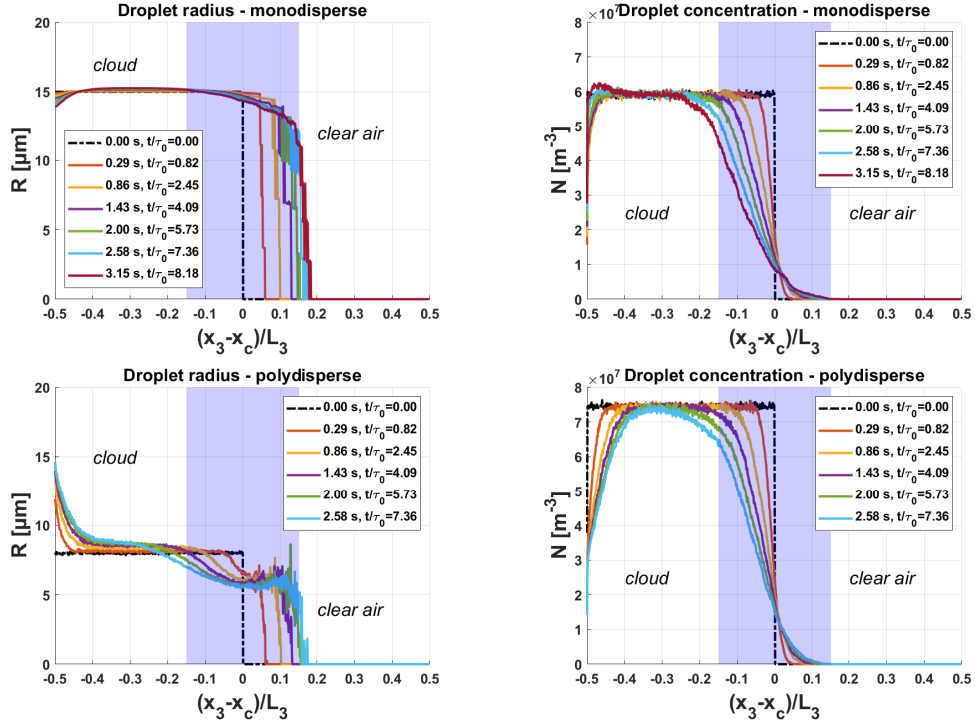 Droplet radius - monodisperse
20
15
10
5
0
R [µm]
cloud
clear air
0.00 s, t/τ0=0.00
0.29 s, t/τ0=0.82
0.86 s, t/τ0=2.45
1.43 s, t/τ0=4.09
2.00 s, t/τ0=5.73
2.58 s, t/τ0=7.36
3.15 s, t/τ0=8.18
-0.5 -0.4 -0.3 -0.2 -0.1 0 0.1 0.2 0.3 0.4 0.5
(x3-xc)/L3
Droplet concentration - monodisperse
×10^7
8
7
6
5
4
3
2
1
0
N [m^-3]
0.00 s, t/τ0=0.00
0.29 s, t/τ0=0.82
0.86 s, t/τ0=2.45
1.43 s, t/τ0=4.09
2.00 s, t/τ0=5.73
2.58 s, t/τ0=7.36
3.15 s, t/τ0=8.18
cloud
clear air
-0.5 -0.4 -0.3 -0.2 -0.1 0 0.1 0.2 0.3 0.4 0.5
(x3-xc)/L3
Droplet radius - polydisperse
20
15
10
5
0
R [µm]
cloud
clear air
0.00 s, t/τ0=0.00
0.29 s, t/τ0=0.82
0.86 s, t/τ0=2.45
1.43 s, t/τ0=4.09
2.00 s, t/τ0=5.73
2.58 s, t/τ0=7.36
-0.5 -0.4 -0.3 -0.2 -0.1 0 0.1 0.2 0.3 0.4 0.5
(x3-xc)/L3
Droplet concentration - polydisperse
×10^7
8
7
6
5
4
3
2
1
0
N [m^-3]
0.00 s, t/τ0=0.00
0.29 s, t/τ0=0.82
0.86 s, t/τ0=2.45
1.43 s, t/τ0=4.09
2.00 s, t/τ0=5.73
2.58 s, t/τ0=7.36
cloud
clear air
-0.5 -0.4 -0.3 -0.2 -0.1 0 0.1 0.2 0.3 0.4 0.5
(x3-xc)/L3